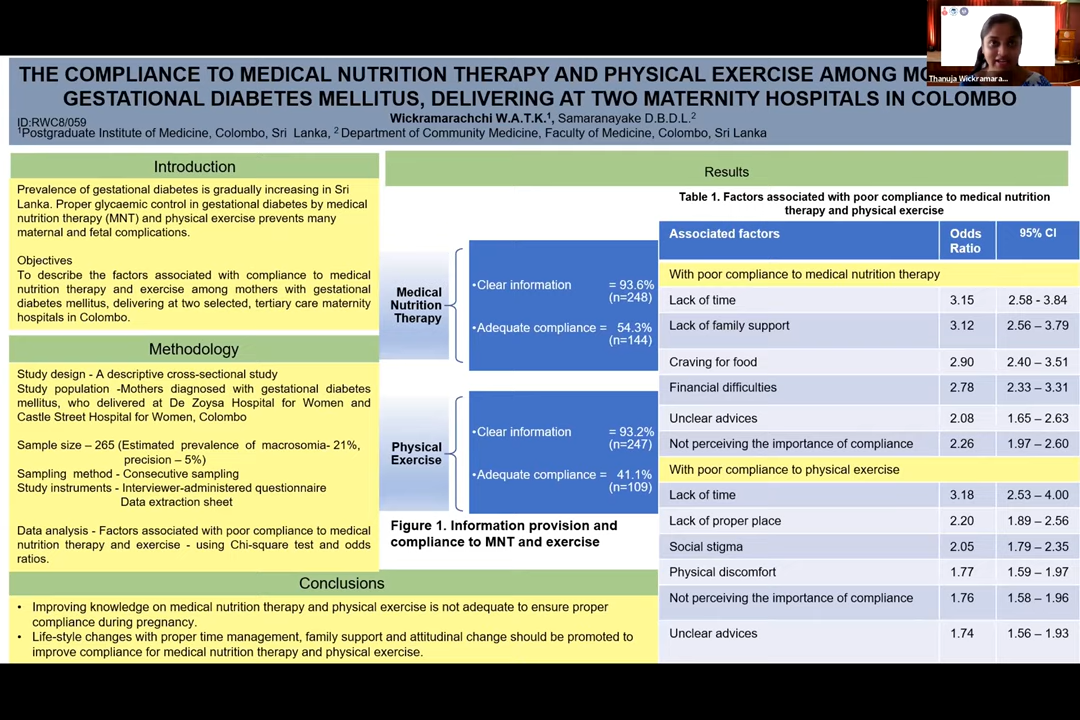 Thanuja Wickramara...
THE COMPLIANCE TO MEDICAL NUTRITION THERAPY AND PHYSICAL EXERCISE AMONG
GESTATIONAL DIABETES MELLITUS, DELIVERING AT TWO MATERNITY HOSPITALS IN COLOMBO
ID:RWC8/059
Wickramarachchi W.A.T.K.¹, Samaranayake D.B.D.L.²
¹Postgraduate Institute of Medicine, Colombo, Sri Lanka, ² Department of Community Medicine, Faculty of Medicine, Colombo, Sri Lanka
Introduction
Prevalence of gestational diabetes is gradually increasing in Sri
Lanka. Proper glycaemic control in gestational diabetes by medical
nutrition therapy (MNT) and physical exercise prevents many
maternal and fetal complications.
Objectives
To describe the factors associated with compliance to medical
nutrition therapy and exercise among mothers with gestational
diabetes mellitus, delivering at two selected, tertiary care maternity
hospitals in Colombo.
Methodology
Study design - A descriptive cross-sectional study
Study population -Mothers diagnosed with gestational diabetes
mellitus, who delivered at De Zoysa Hospital for Women and
Castle Street Hospital for Women, Colombo
Sample size – 265 (Estimated prevalence of macrosomia- 21%,
precision – 5%)
Sampling method - Consecutive sampling
Study instruments - Interviewer-administered questionnaire
Data extraction sheet
Data analysis - Factors associated with poor compliance to medical
nutrition therapy and exercise - using Chi-square test and odds
ratios.
Results
Medical
Nutrition
Therapy
•Clear information = 93.6%
(n=248)
•Adequate compliance = 54.3%
(n=144)
Physical
Exercise
•Clear information = 93.2%
(n=247)
•Adequate compliance = 41.1%
(n=109)
Figure 1. Information provision and
compliance to MNT and exercise
Table 1. Factors associated with poor compliance to medical nutrition
therapy and physical exercise
Associated factors Odds Ratio 95% CI
With poor compliance to medical nutrition therapy
Lack of time 3.15 2.58 - 3.84
Lack of family support 3.12 2.56 – 3.79
Craving for food 2.90 2.40 – 3.51
Financial difficulties 2.78 2.33 – 3.31
Unclear advices 2.08 1.65 – 2.63
Not perceiving the importance of compliance 2.26 1.97 – 2.60
With poor compliance to physical exercise
Lack of time 3.18 2.53 – 4.00
Lack of proper place 2.20 1.89 – 2.56
Social stigma 2.05 1.79 – 2.35
Physical discomfort 1.77 1.59 – 1.97
Not perceiving the importance of compliance 1.76 1.58 – 1.96
Unclear advices 1.74 1.56 – 1.93
Conclusions
• Improving knowledge on medical nutrition therapy and physical exercise is not adequate to ensure proper
compliance during pregnancy.
• Life-style changes with proper time management, family support and attitudinal change should be promoted to
improve compliance for medical nutrition therapy and physical exercise.